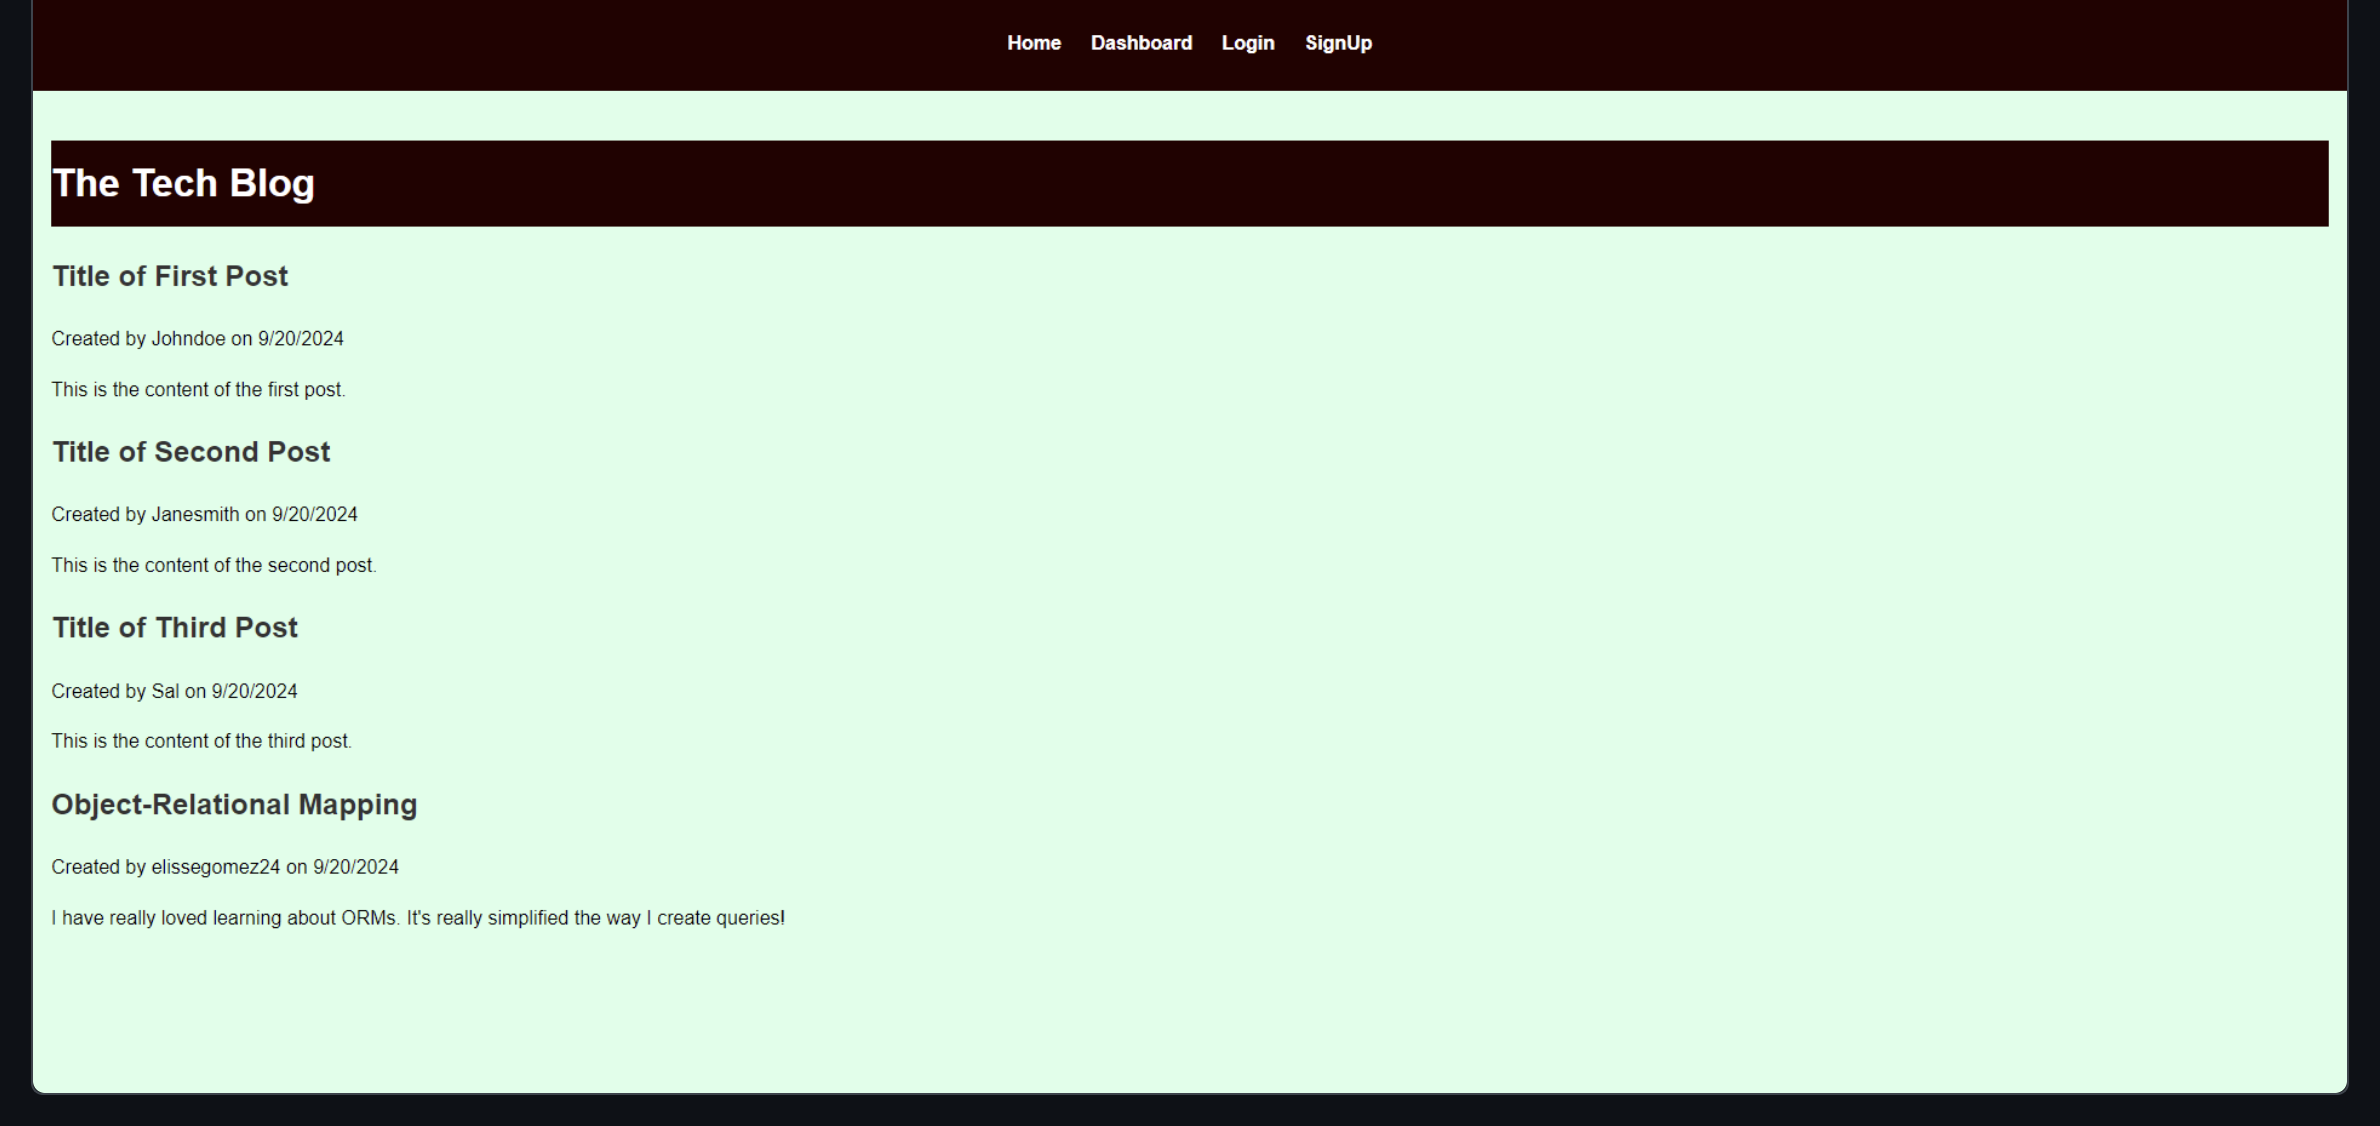 Home Dashboard Login SignUp
The Tech Blog
Title of First Post
Created by Johndoe on 9/20/2024
This is the content of the first post.
Title of Second Post
Created by Janesmith on 9/20/2024
This is the content of the second post.
Title of Third Post
Created by Sal on 9/20/2024
This is the content of the third post.
Object-Relational Mapping
Created by elissegomez24 on 9/20/2024
I have really loved learning about ORMs. It's really simplified the way I create queries!